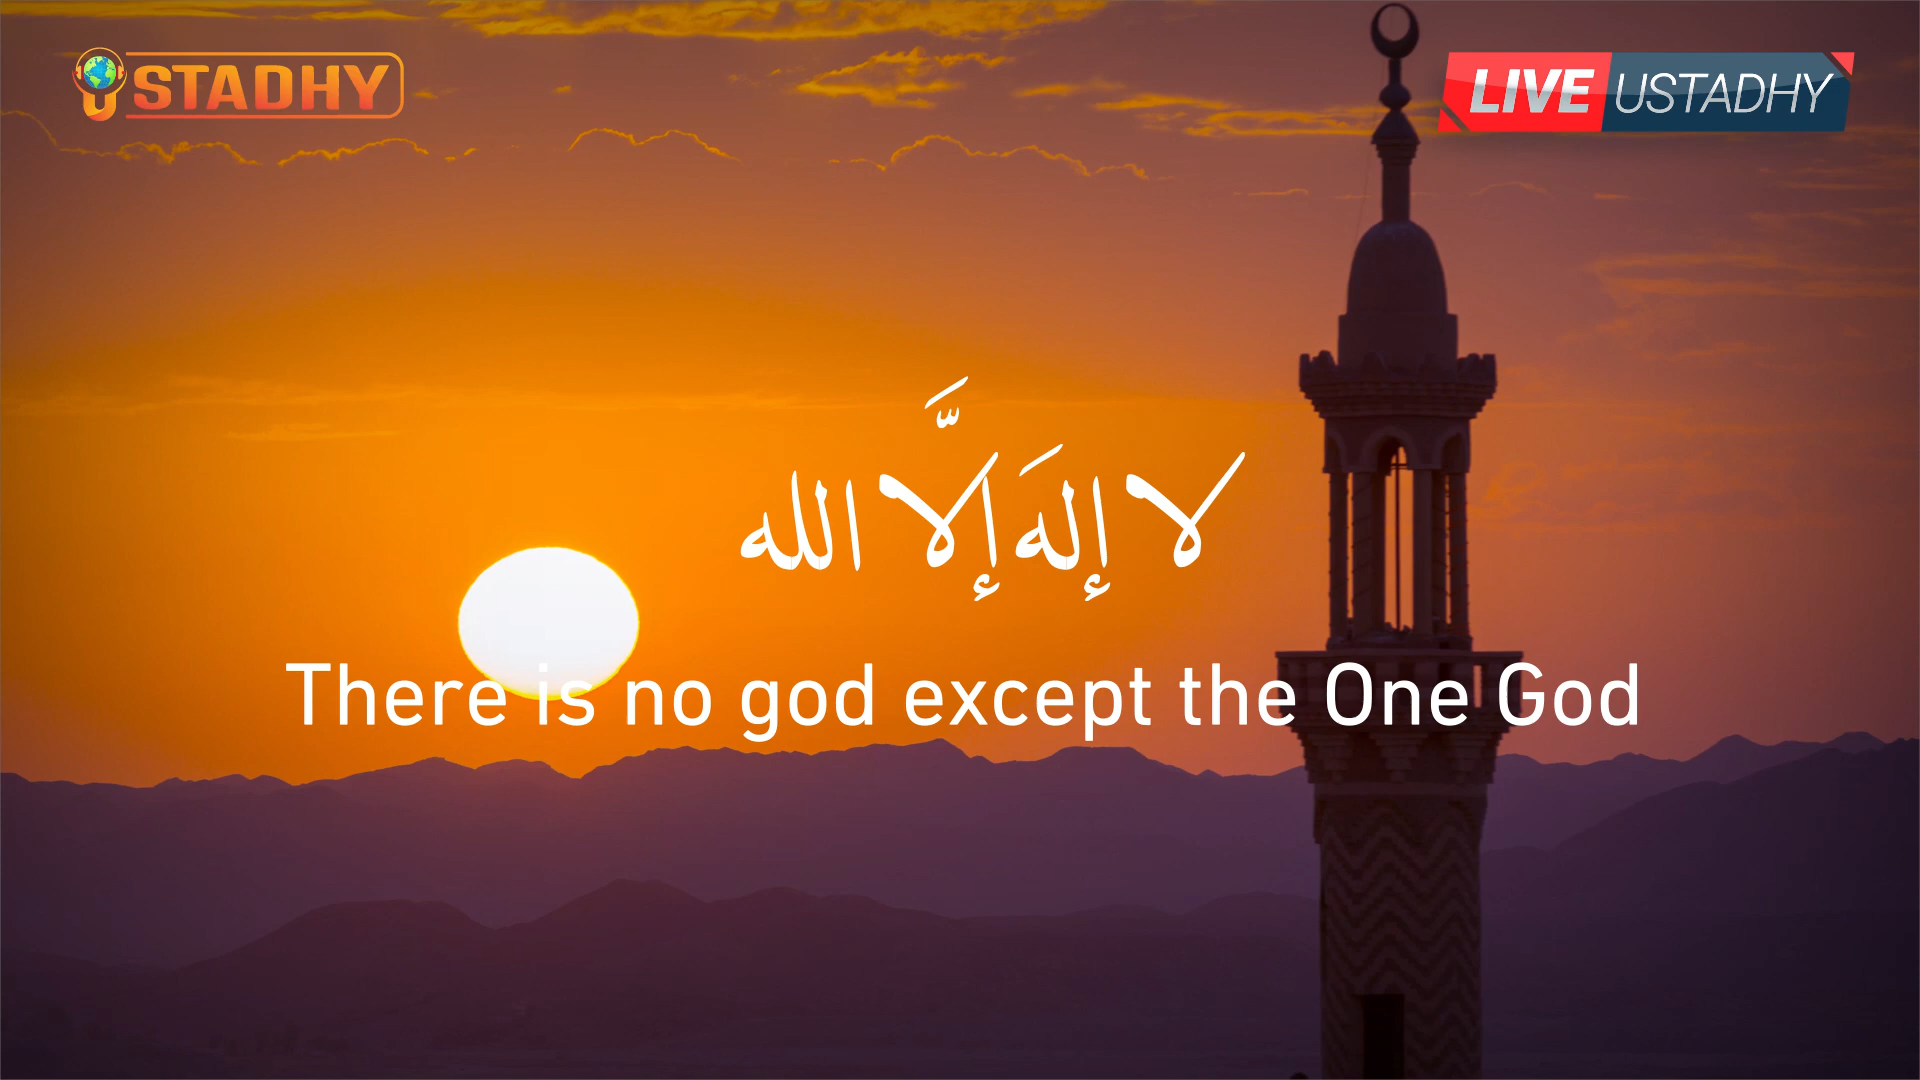 USTADHY
LIVE USTADHY
لا إلهَ إلَّا الله
There is no god except the One God